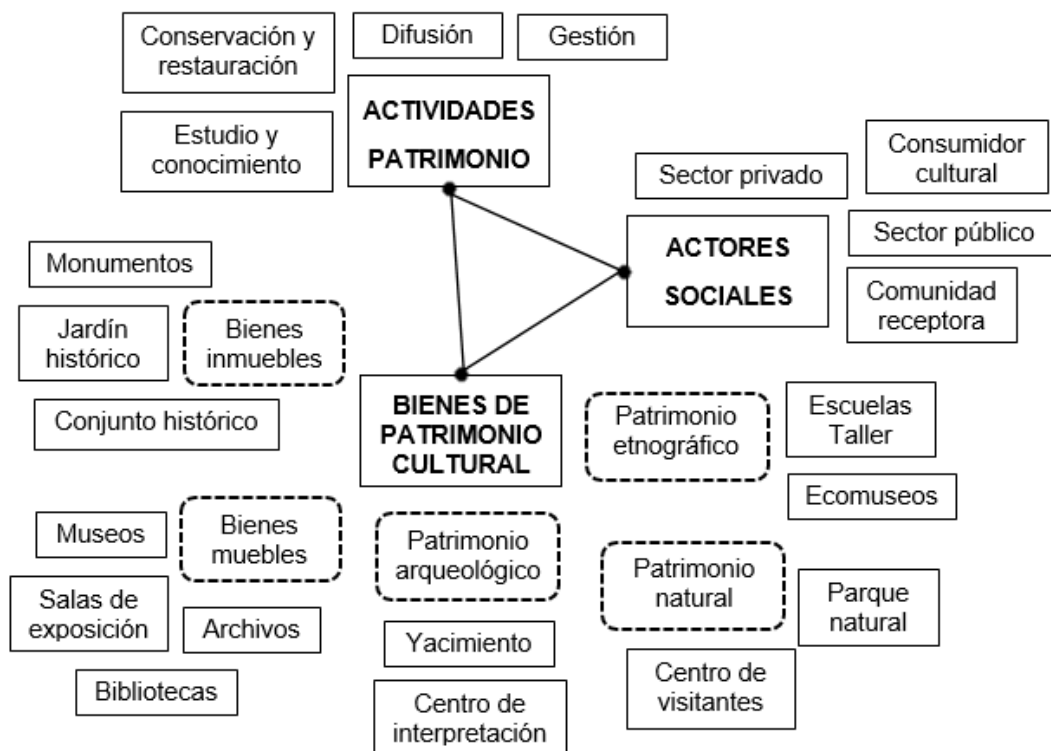 Conservación y
restauración
Difusión
Gestión
ACTIVIDADES
PATRIMONIO
Estudio y
conocimiento
Sector privado
Consumidor
cultural
ACTORES
SOCIALES
Sector público
Comunidad
receptora
Monumentos
Jardín
histórico
Bienes
inmuebles
Conjunto histórico
BIENES DE
PATRIMONIO
CULTURAL
Patrimonio
etnográfico
Escuelas
Taller
Ecomuseos
Museos
Bienes
muebles
Patrimonio
arqueológico
Patrimonio
natural
Parque
natural
Salas de
exposición
Archivos
Yacimiento
Centro de
visitantes
Bibliotecas
Centro de
interpretación